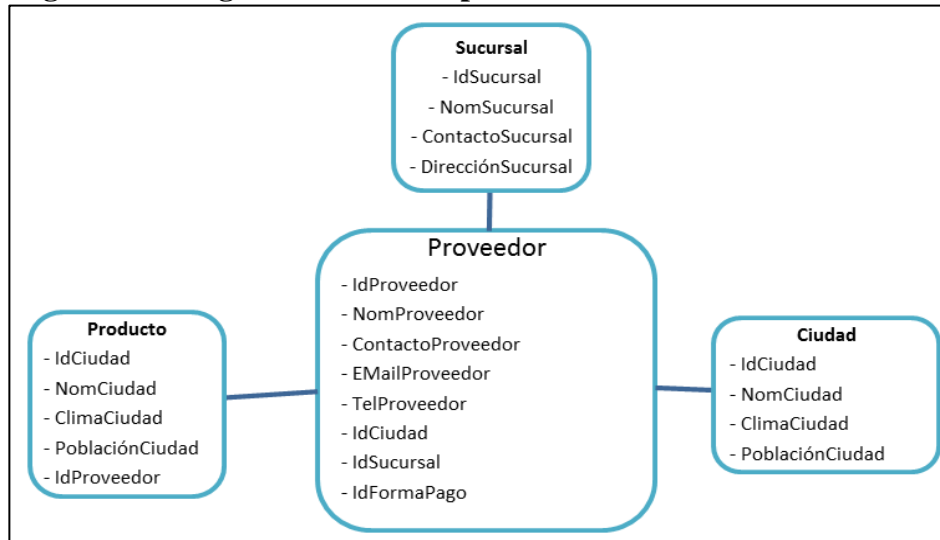 Sucursal
- IdSucursal
- NomSucursal
- ContactoSucursal
- DirecciónSucursal
Proveedor
- IdProveedor
- NomProveedor
- ContactoProveedor
- EMailProveedor
- TelProveedor
- IdCiudad
- IdSucursal
- IdFormaPago
Producto
- IdCiudad
- NomCiudad
- ClimaCiudad
- PoblaciónCiudad
- IdProveedor
Ciudad
- IdCiudad
- NomCiudad
- ClimaCiudad
- PoblaciónCiudad